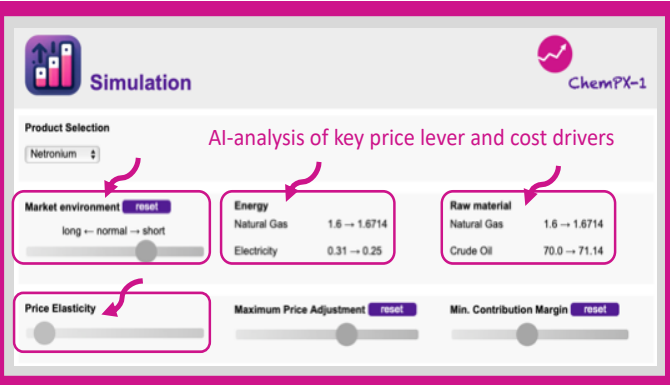 Simulation
ChemPX-1
Product Selection
AI-analysis of key price lever and cost drivers
Netronium
Market environment reset
long ← normal → short
Energy
Natural Gas 1.6 → 1.6714
Electricity 0.31 → 0.25
Raw material
Natural Gas 1.6 → 1.6714
Crude Oil 70.0 → 71.14
Price Elasticity
Maximum Price Adjustment reset
Min. Contribution Margin reset